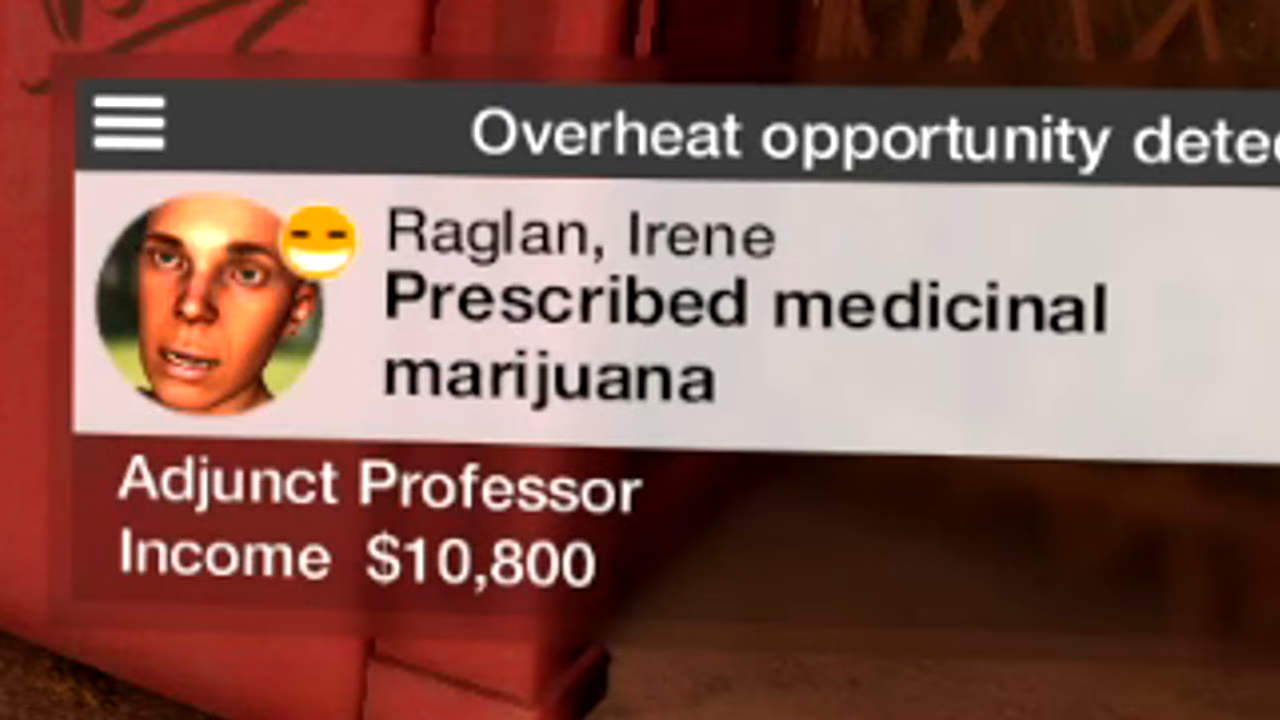 Overheat opportunity
Raglan, Irene
Prescribed medicinal
marijuana
Adjunct Professor
Income $10,800